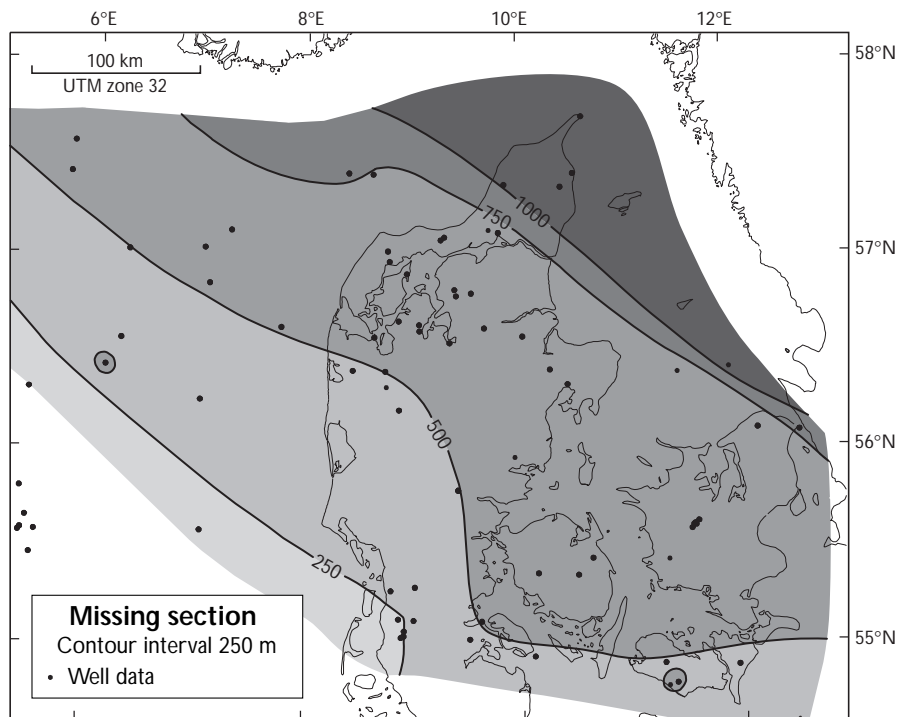 6°E 8°E 10°E 12°E
58°N
100 km
UTM zone 32
1000
750
57°N
500
56°N
250
Missing section
Contour interval 250 m
• Well data
55°N